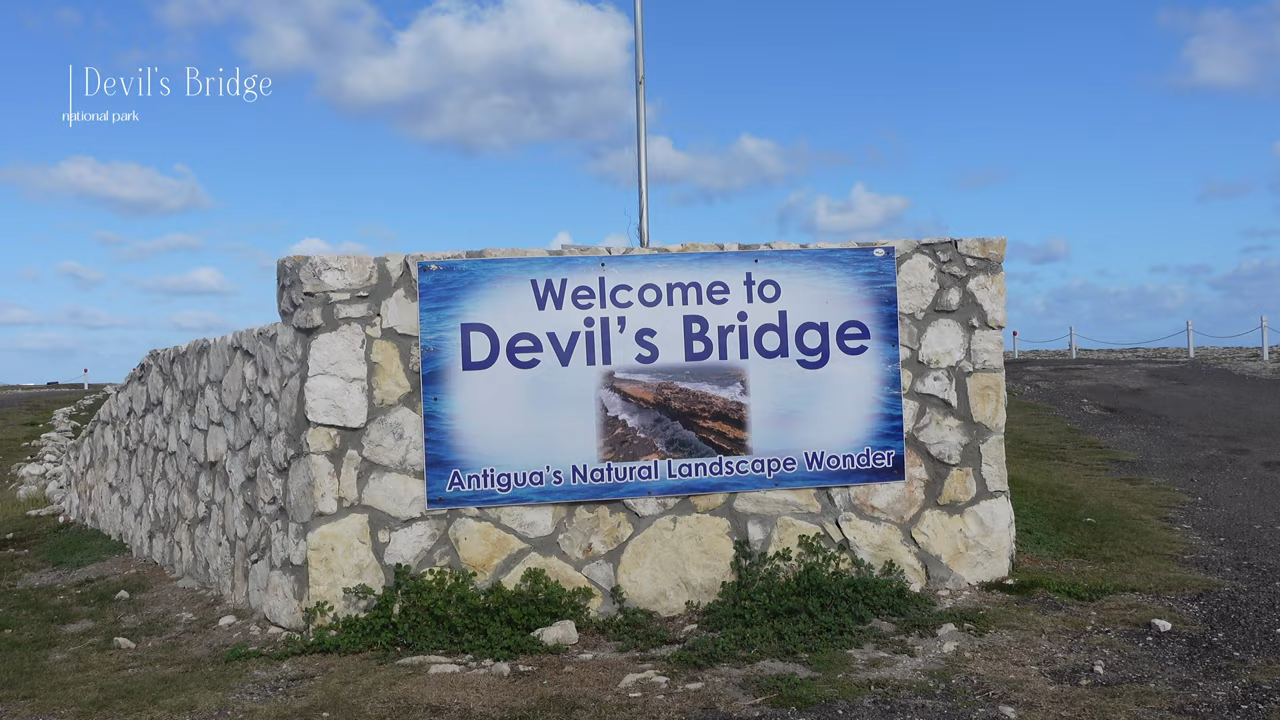 Devil's Bridge
national park
Welcome to
Devil's Bridge
Antigua's Natural Landscape Wonder